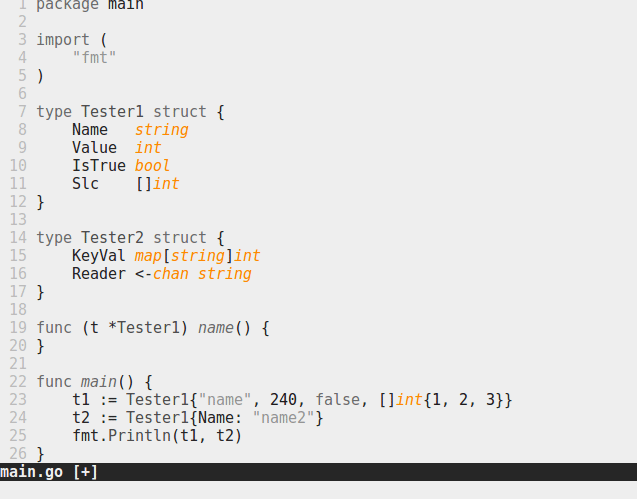 1 package main
2
3 import (
4     "fmt"
5 )
6
7 type Tester1 struct {
8     Name   string
9     Value  int
10     IsTrue bool
11     Slc    []int
12 }
13
14 type Tester2 struct {
15     KeyVal map[string]int
16     Reader <-chan string
17 }
18
19 func (t *Tester1) name() {
20 }
21
22 func main() {
23     t1 := Tester1{"name", 240, false, []int{1, 2, 3}}
24     t2 := Tester1{Name: "name2"}
25     fmt.Println(t1, t2)
26 }
main.go [+]